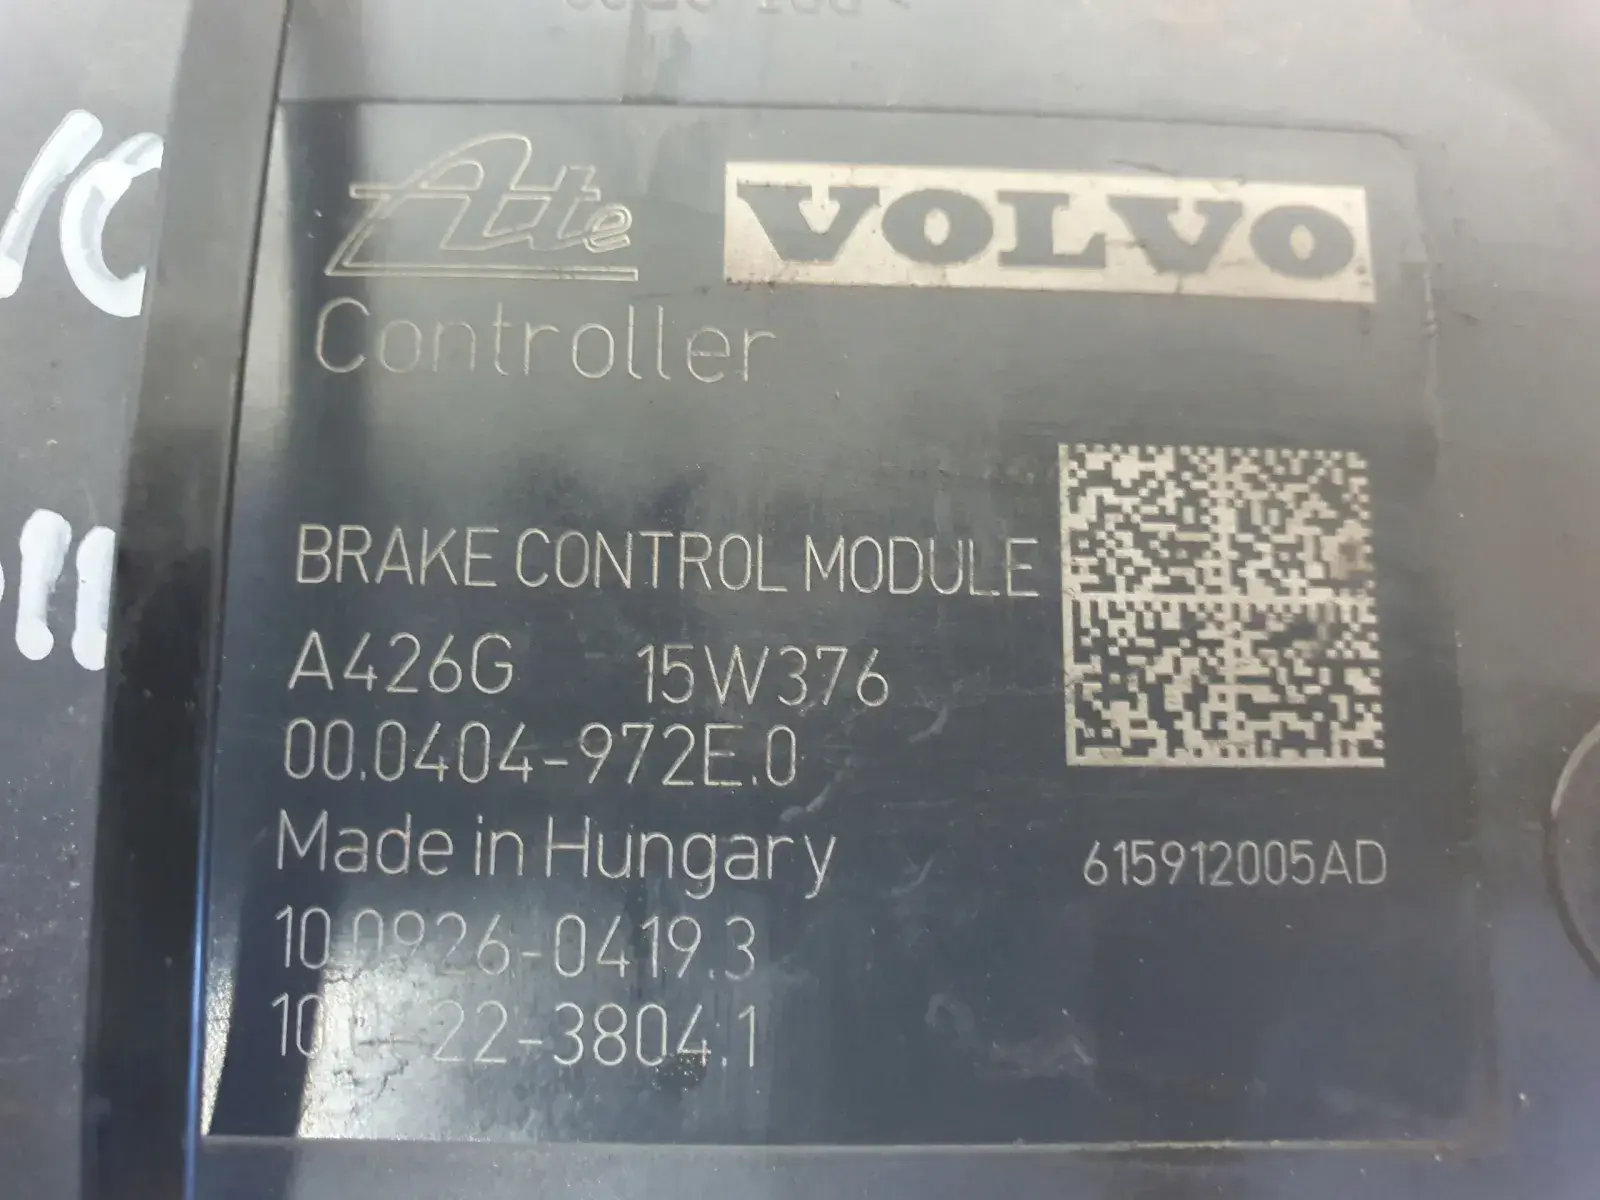 Ate VOLVO
Controller
BRAKE CONTROL MODULE
A426G 15W376
00.0404-972E.0
Made in Hungary 615912005AD
10.0926-0419.3
22-3804.1